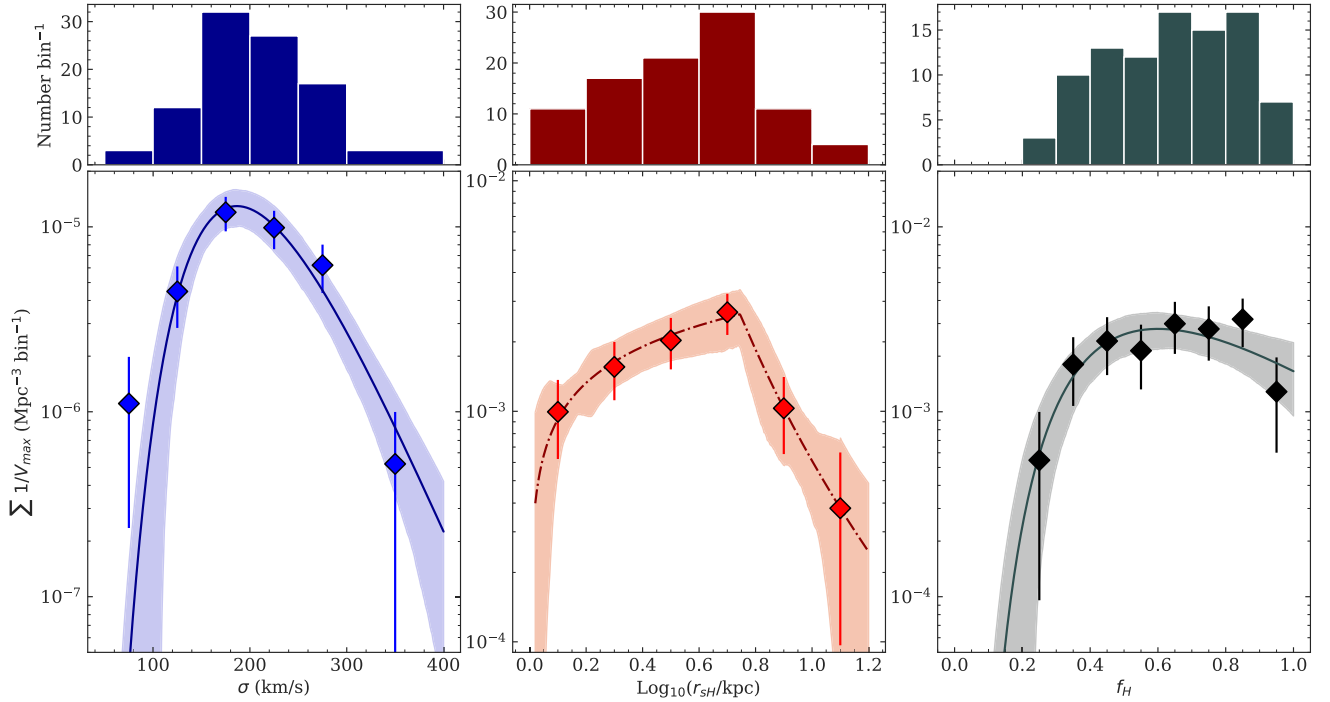 Number bin⁻¹
0
10
20
30
0
10
20
30
0
5
10
15
∑ 1/Vmax (Mpc⁻³ bin⁻¹)
10⁻⁵
10⁻⁶
10⁻⁷
10⁻²
10⁻³
10⁻⁴
10⁻²
10⁻³
10⁻⁴
100 200 300 400
0.0 0.2 0.4 0.6 0.8 1.0 1.2
0.0 0.2 0.4 0.6 0.8 1.0
σ (km/s)
Log₁₀(r_sH/kpc)
f_H